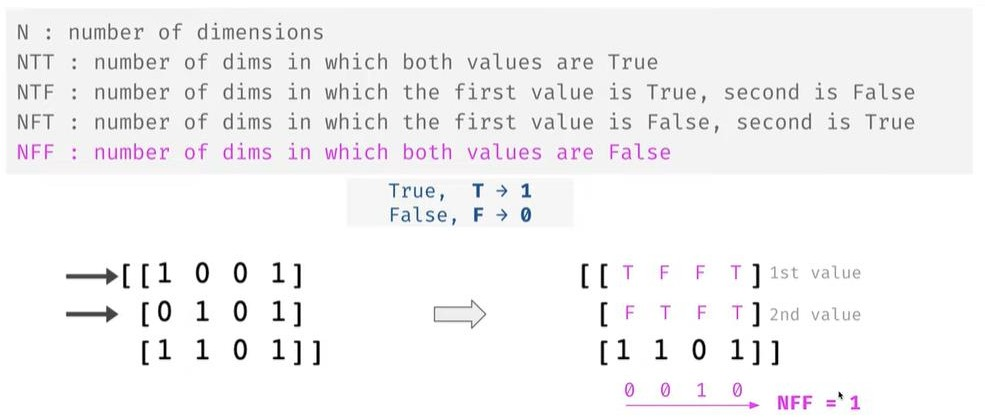 N : number of dimensions
NTT : number of dims in which both values are True
NTF : number of dims in which the first value is True, second is False
NFT : number of dims in which the first value is False, second is True
NFF : number of dims in which both values are False
True, T → 1
False, F → 0
[[1 0 0 1]
[0 1 0 1]
[1 1 0 1]]
[[ T F F T ] 1st value
[ F T F T ] 2nd value
[1 1 0 1]]
0 0 1 0
NFF = 1